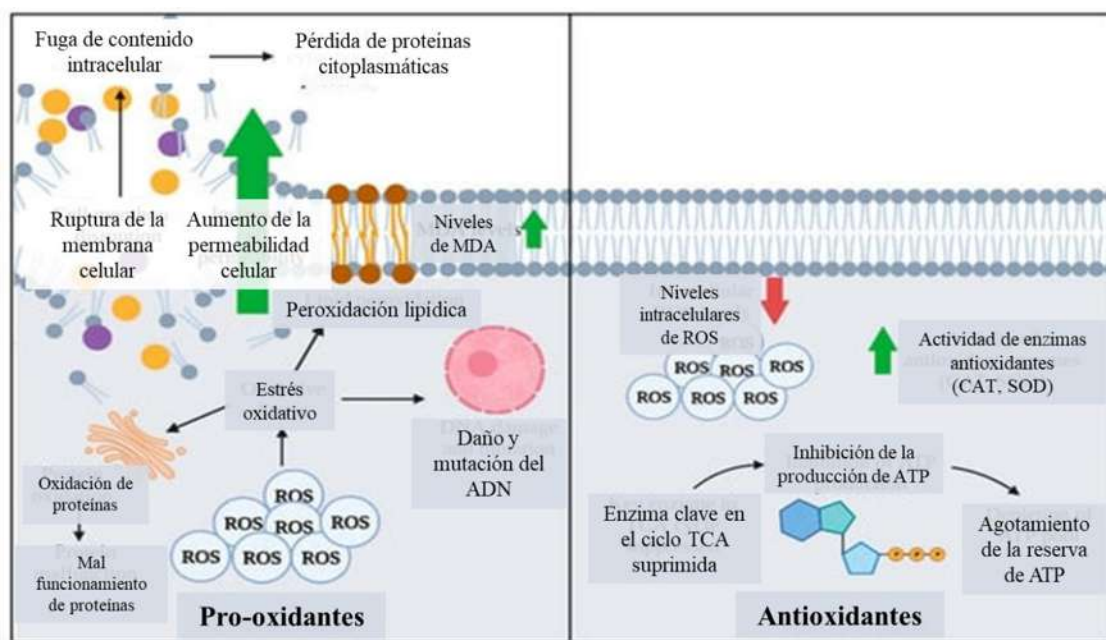 Fuga de contenido
intracelular
Pérdida de proteínas
citoplasmáticas
Ruptura de la
membrana
celular
Aumento de la
permeabilidad
celular
Niveles
de MDA
Peroxidación lipídica
Estrés
oxidativo
Daño y
mutación del
ADN
Oxidación de
proteínas
Mal
funcionamiento
de proteínas
ROS
ROS ROS ROS
ROS ROS ROS
Pro-oxidantes
Niveles
intracelulares
de ROS
ROS ROS ROS
ROS ROS ROS
Actividad de enzimas
antioxidantes
(CAT, SOD)
Inhibición de la
producción de ATP
Enzima clave en
el ciclo TCA
suprimida
P P P
Agotamiento
de la reserva
de ATP
Antioxidantes